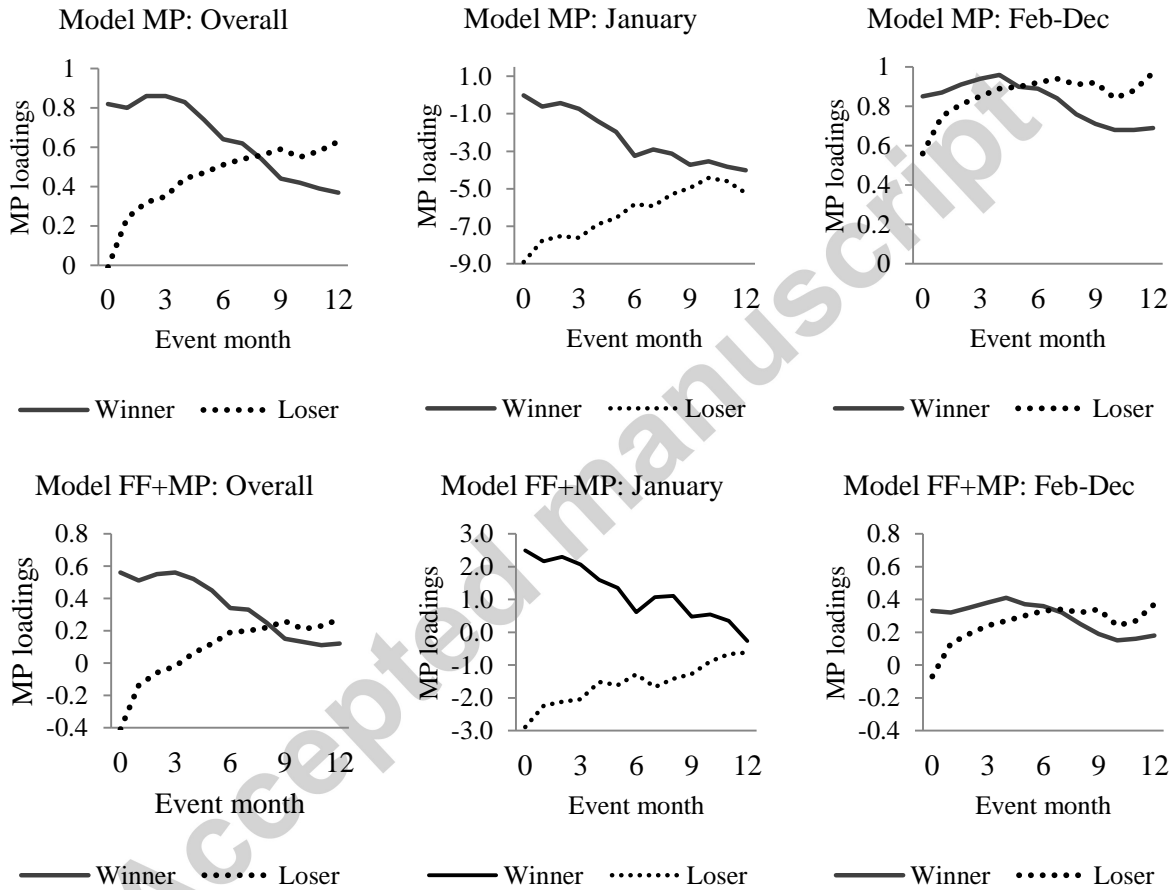 Model MP: Overall
Model MP: January
Model MP: Feb-Dec
MP loadings
1
0.8
0.6
0.4
0.2
0
0 3 6 9 12
Event month
Winner Loser
MP loading
1.0
-1.0
-3.0
-5.0
-7.0
-9.0
0 3 6 9 12
Event month
Winner Loser
MP loadings
1
0.8
0.6
0.4
0.2
0
0 3 6 9 12
Event month
Winner Loser
Model FF+MP: Overall
Model FF+MP: January
Model FF+MP: Feb-Dec
MP loadings
0.8
0.6
0.4
0.2
0
-0.2
-0.4
0 3 6 9 12
Event month
Winner Loser
MP loadings
3.0
2.0
1.0
0.0
-1.0
-2.0
-3.0
0 3 6 9 12
Event month
Winner Loser
MP loadings
0.8
0.6
0.4
0.2
0
-0.2
-0.4
0 3 6 9 12
Event month
Winner Loser
Accepted manuscript